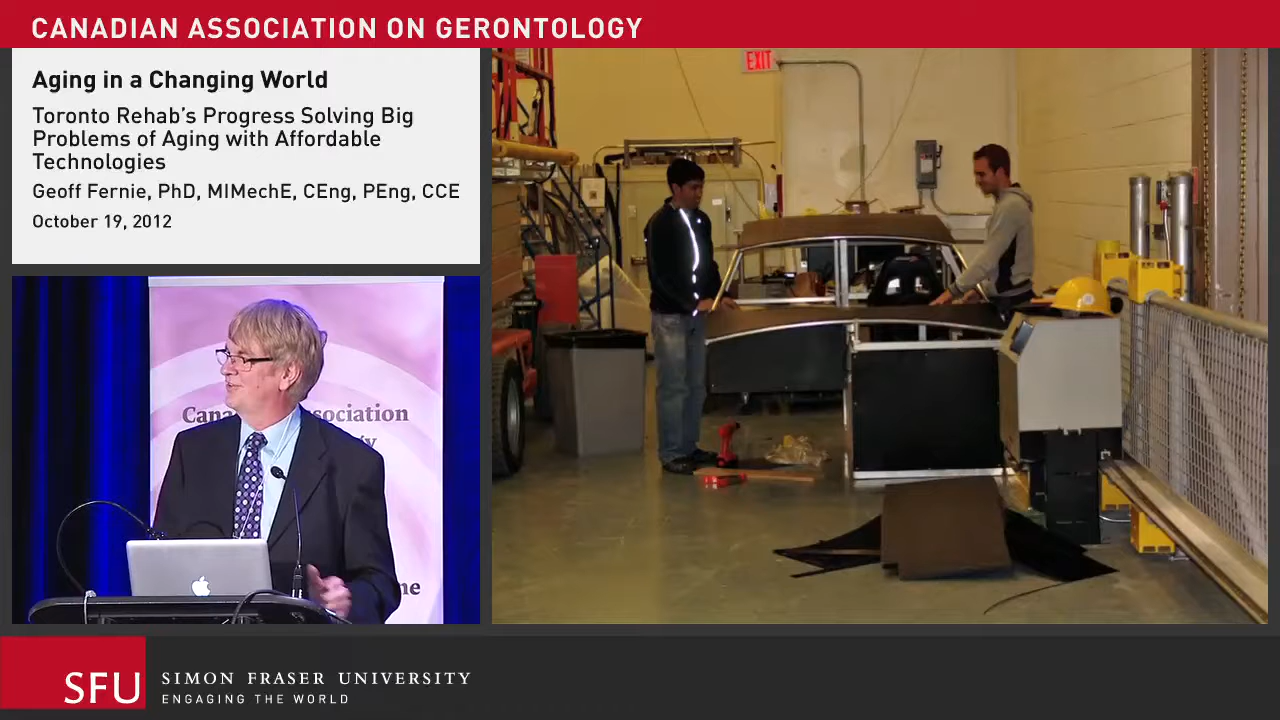 CANADIAN ASSOCIATION ON GERONTOLOGY
Aging in a Changing World
Toronto Rehab's Progress Solving Big
Problems of Aging with Affordable
Technologies
Geoff Fernie, PhD, MIMechE, CEng, PEng, CCE
October 19, 2012
EXIT
SFU
SIMON FRASER UNIVERSITY
ENGAGING THE WORLD